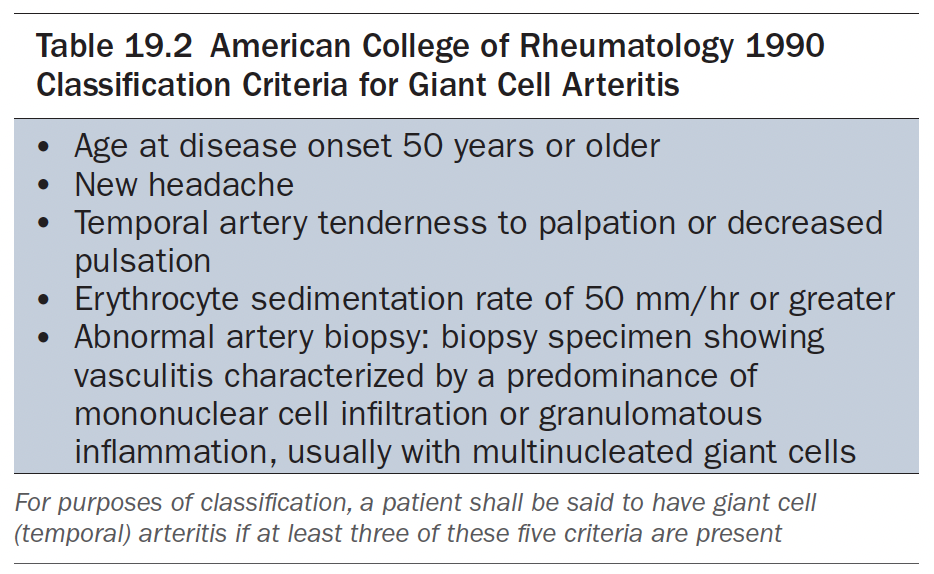 Table 19.2 American College of Rheumatology 1990
Classification Criteria for Giant Cell Arteritis
• Age at disease onset 50 years or older
• New headache
• Temporal artery tenderness to palpation or decreased
pulsation
• Erythrocyte sedimentation rate of 50 mm/hr or greater
• Abnormal artery biopsy: biopsy specimen showing
vasculitis characterized by a predominance of
mononuclear cell infiltration or granulomatous
inflammation, usually with multinucleated giant cells
For purposes of classification, a patient shall be said to have giant cell
(temporal) arteritis if at least three of these five criteria are present